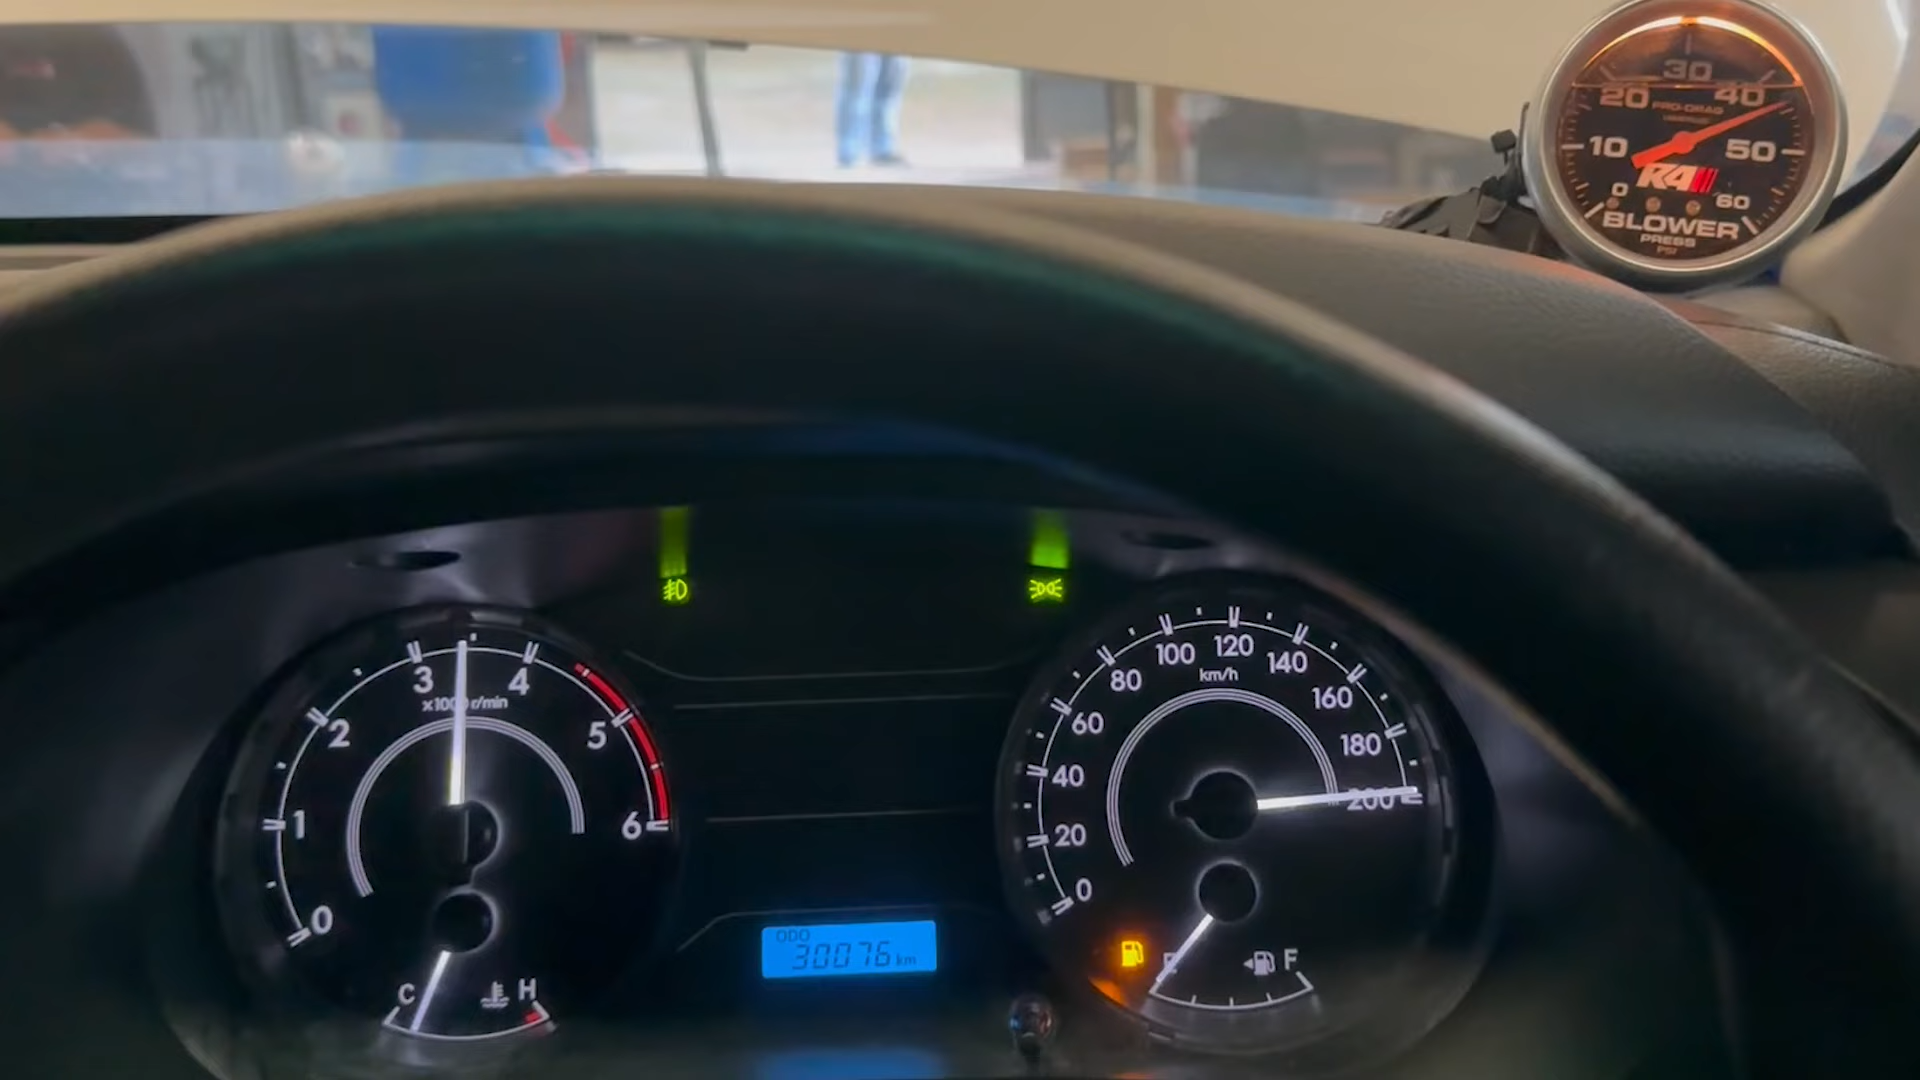 30
20 40
PRO-DRAG
10 50
R4
0 60
BLOWER
PRESS
PSI
0 1 2 3 4 5 6
r/min
C H
ODO
30076 km
0 20 40 60 80 100 120 140 160 180 200
km/h
E F